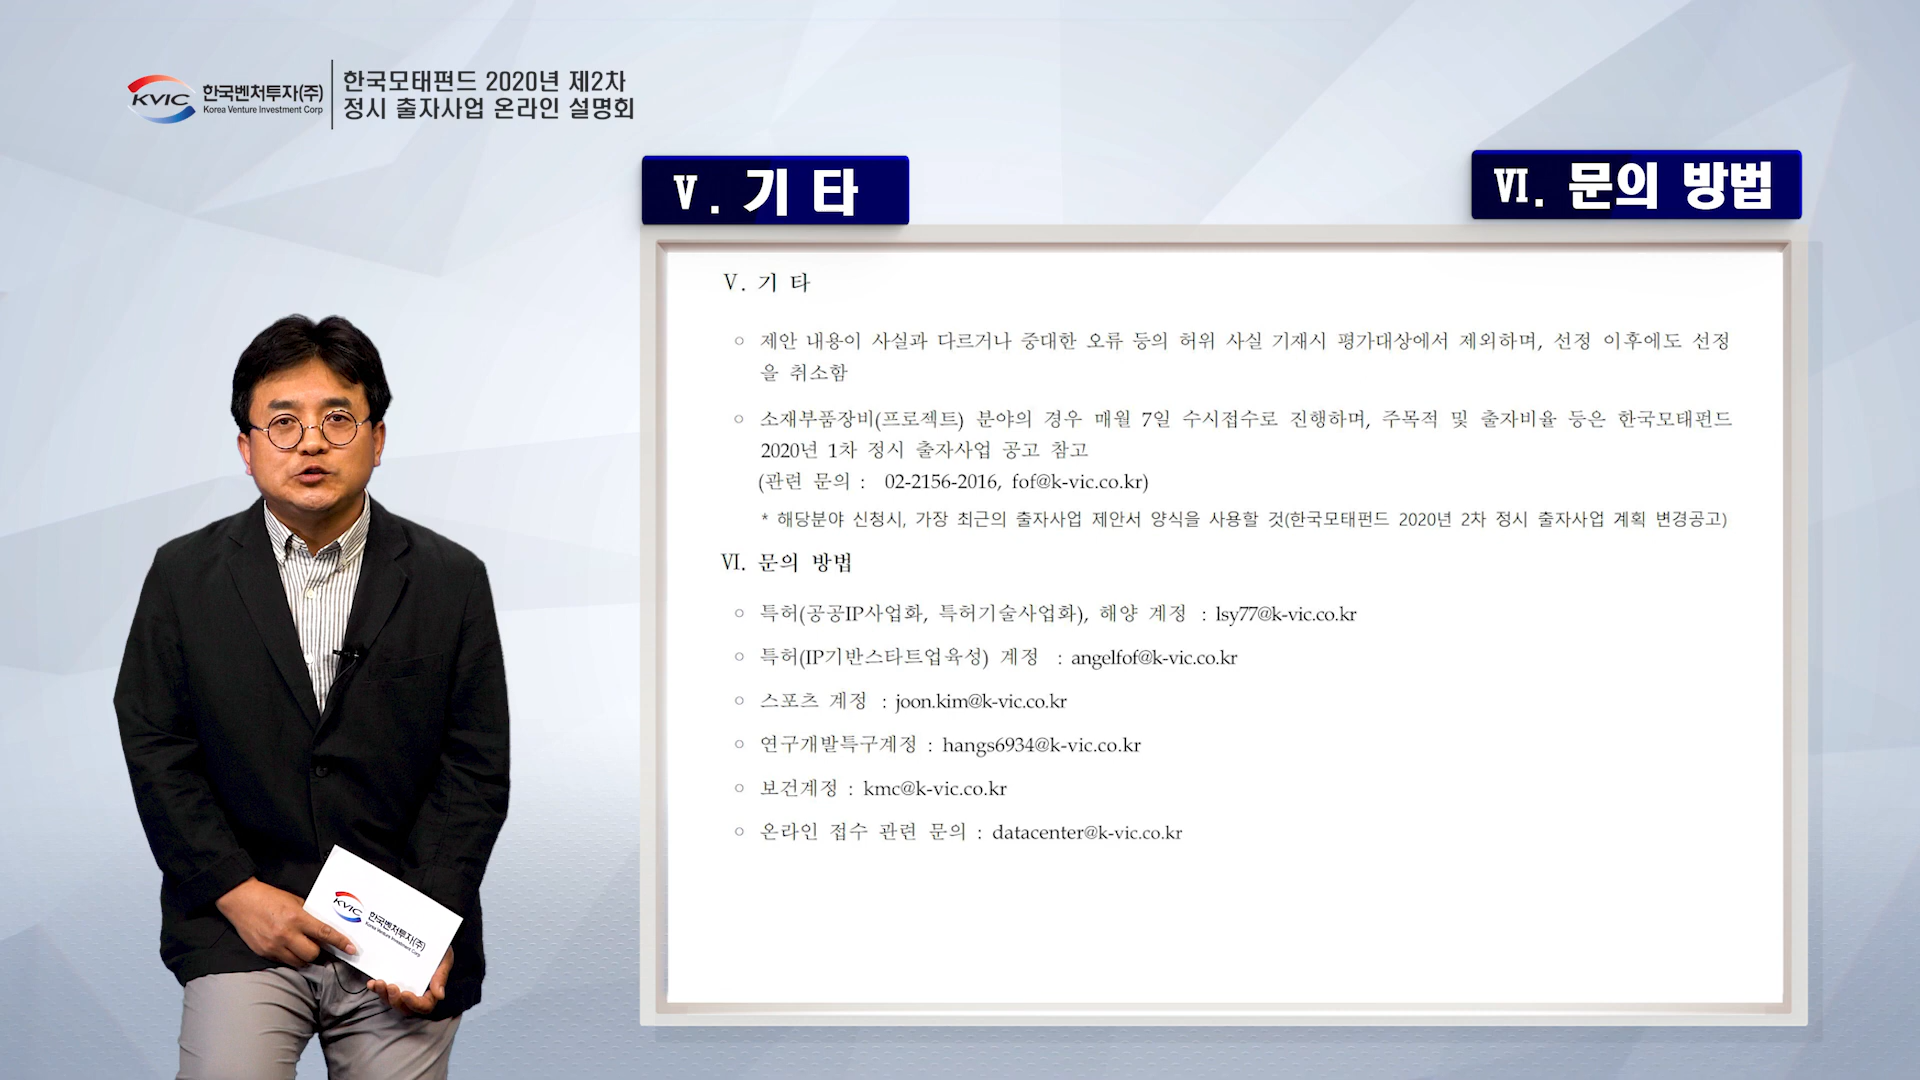 KVIC
한국벤처투자(주)
Korea Venture Investment Corp
한국모태펀드 2020년 제2차
정시 출자사업 온라인 설명회
Ⅴ. 기 타
Ⅵ. 문의 방법
Ⅴ. 기 타
○ 제안 내용이 사실과 다르거나 중대한 오류 등의 허위 사실 기재시 평가대상에서 제외하며, 선정 이후에도 선정
을 취소함
○ 소재부품장비(프로젝트) 분야의 경우 매월 7일 수시접수로 진행하며, 주목적 및 출자비율 등은 한국모태펀드
2020년 1차 정시 출자사업 공고 참고
(관련 문의 : 02-2156-2016, fof@k-vic.co.kr)
* 해당분야 신청시, 가장 최근의 출자사업 제안서 양식을 사용할 것(한국모태펀드 2020년 2차 정시 출자사업 계획 변경공고)
Ⅵ. 문의 방법
○ 특허(공공IP사업화, 특허기술사업화), 해양 계정 : lsy77@k-vic.co.kr
○ 특허(IP기반스타트업육성) 계정 : angelfof@k-vic.co.kr
○ 스포츠 계정 : joon.kim@k-vic.co.kr
○ 연구개발특구계정 : hangs6934@k-vic.co.kr
○ 보건계정 : kmc@k-vic.co.kr
○ 온라인 접수 관련 문의 : datacenter@k-vic.co.kr
KVIC
한국벤처투자(주)
Korea Venture Investment Corp